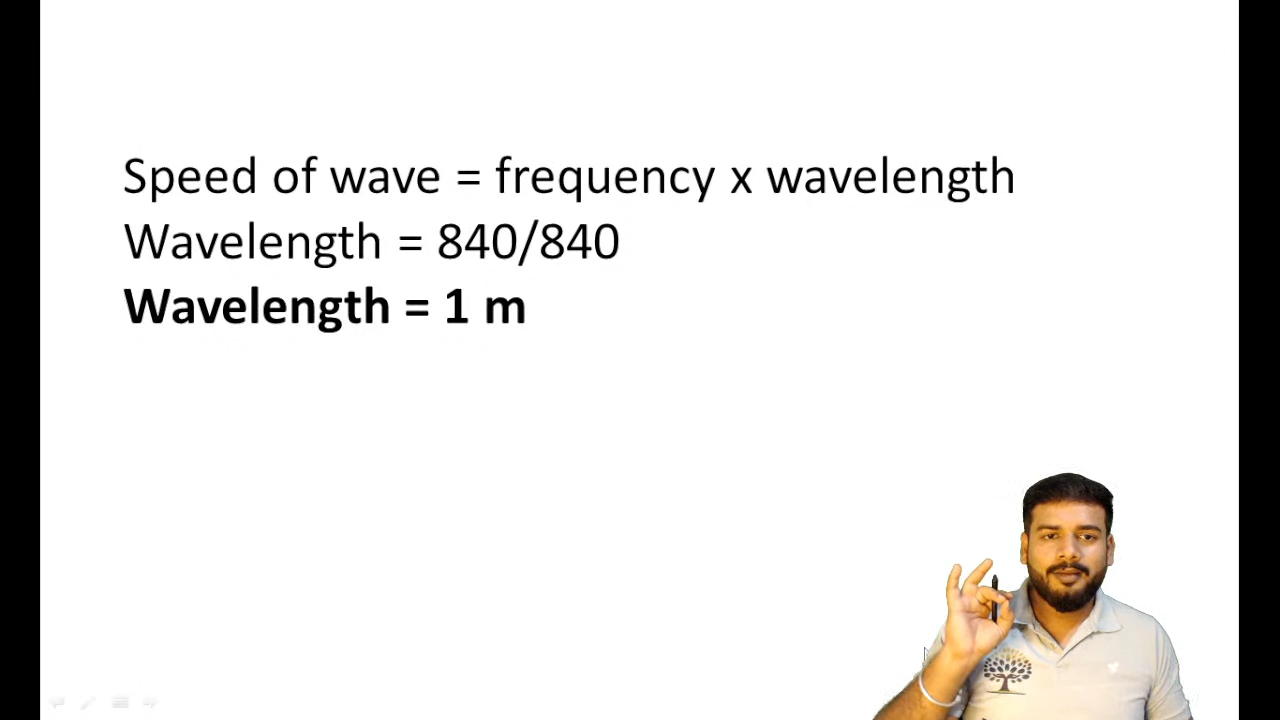 Speed of wave = frequency x wavelength
Wavelength = 840/840
Wavelength = 1 m